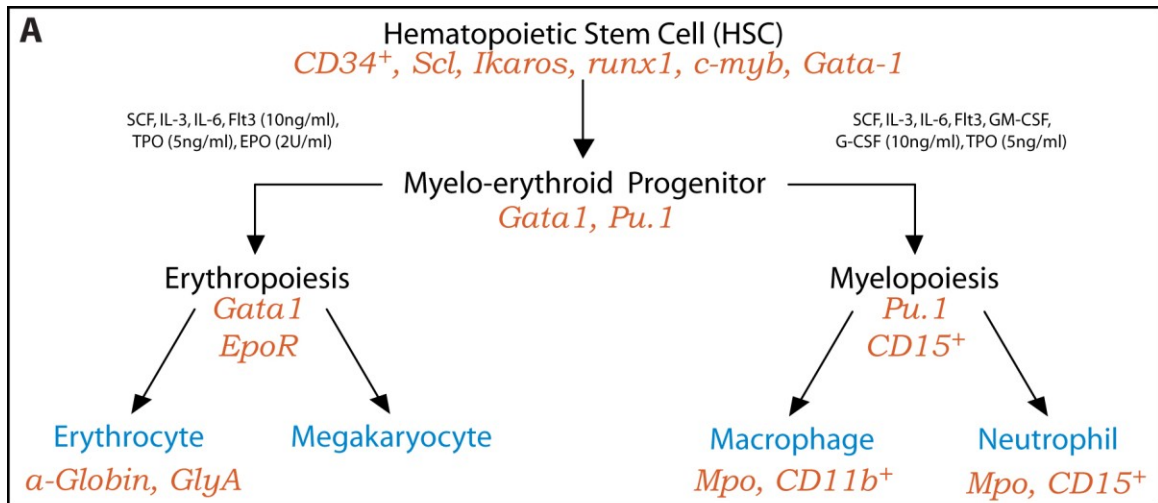 A
Hematopoietic Stem Cell (HSC)
CD34⁺, Scl, Ikaros, runx1, c-myb, Gata-1
SCF, IL-3, IL-6, Flt3 (10ng/ml),
TPO (5ng/ml), EPO (2U/ml)
SCF, IL-3, IL-6, Flt3, GM-CSF,
G-CSF (10ng/ml), TPO (5ng/ml)
Myelo-erythroid Progenitor
Gata1, Pu.1
Erythropoiesis
Gata1
EpoR
Myelopoiesis
Pu.1
CD15⁺
Erythrocyte
α-Globin, GlyA
Megakaryocyte
Macrophage
Mpo, CD11b⁺
Neutrophil
Mpo, CD15⁺